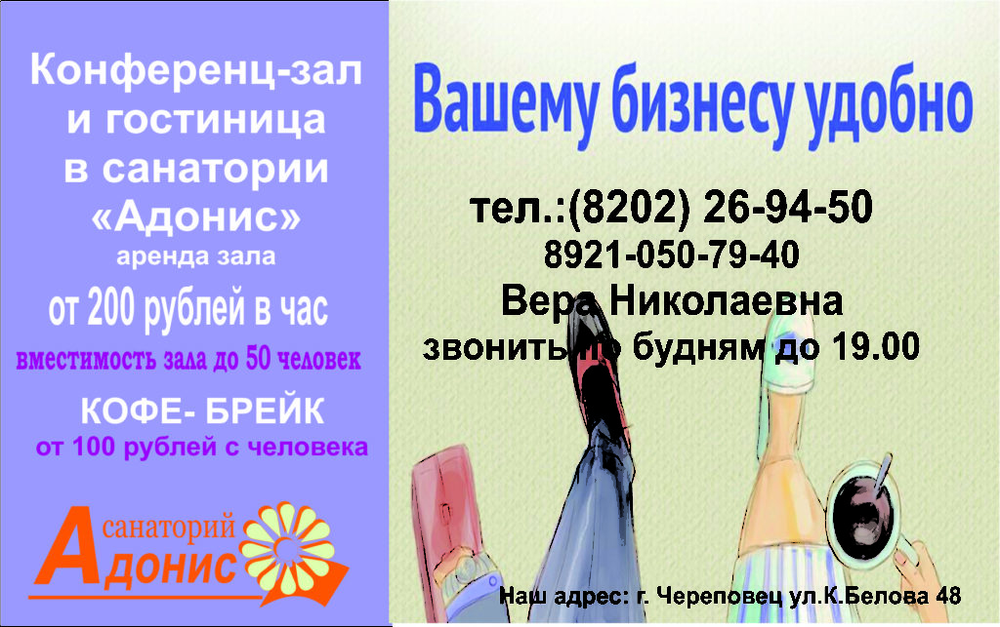 Конференц-зал
и гостиница
в санатории
«Адонис»
аренда зала
от 200 рублей в час
вместимость зала до 50 человек
КОФЕ- БРЕЙК
от 100 рублей с человека
санаторий
Адонис
Вашему бизнесу удобно
тел.:(8202) 26-94-50
8921-050-79-40
Вера Николаевна
звонить по будням до 19.00
Наш адрес: г. Череповец ул.К.Белова 48